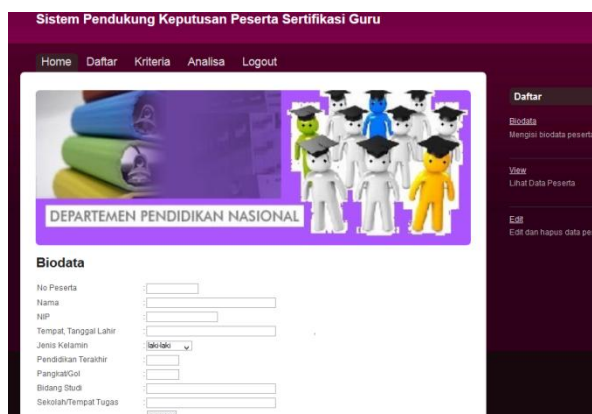 Sistem Pendukung Keputusan Peserta Sertifikasi Guru
Home Daftar Kriteria Analisa Logout
DEPARTEMEN PENDIDIKAN NASIONAL
Biodata
No Peserta :
Nama :
NIP :
Tempat, Tanggal Lahir :
Jenis Kelamin : laki-laki
Pendidikan Terakhir :
Pangkat/Gol :
Bidang Studi :
Sekolah/Tempat Tugas :
Daftar
Biodata
Mengisi biodata peserta
View
Lihat Data Peserta
Edit
Edit dan hapus data pe